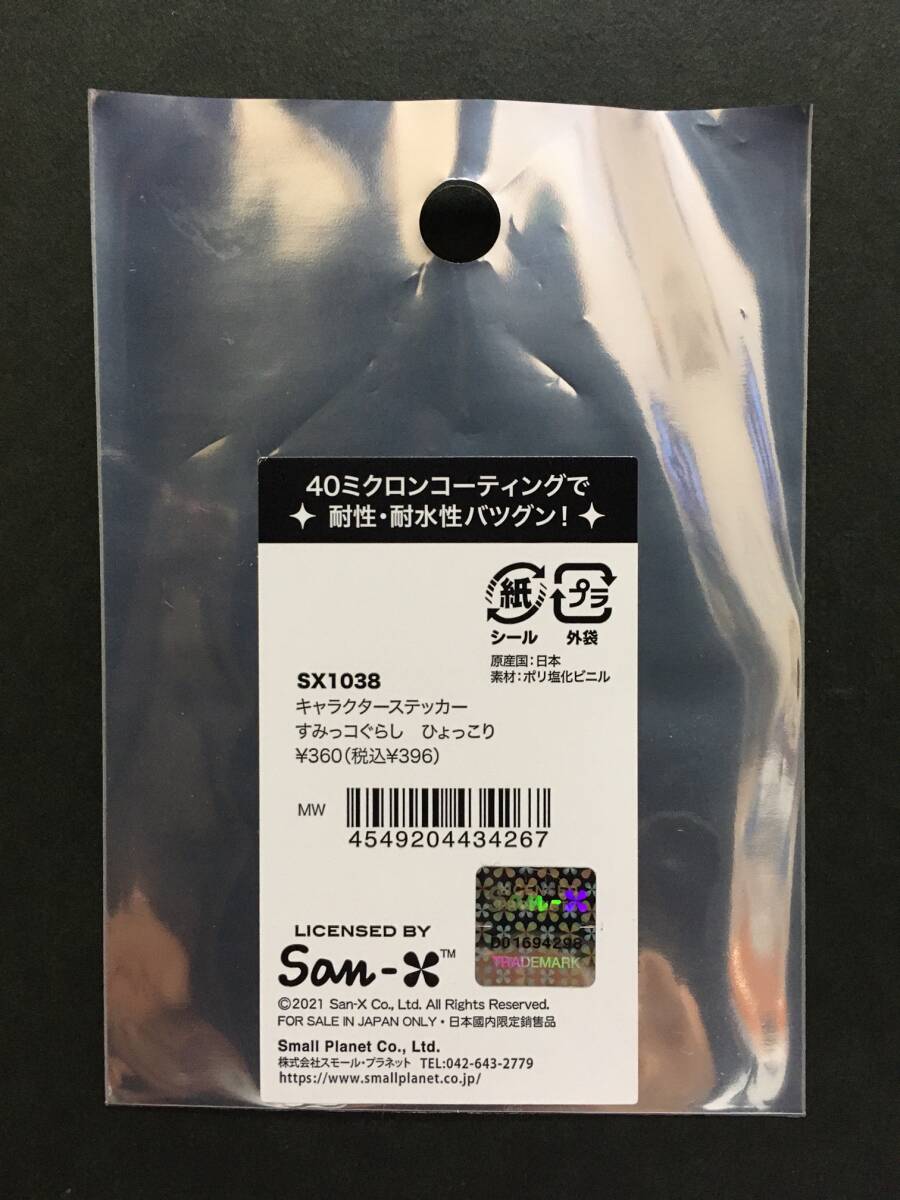 40ミクロンコーティングで
耐性・耐水性バツグン！
紙
プラ
シール
外袋
原産国：日本
素材：ポリ塩化ビニル
SX1038
キャラクターステッカー
すみっコぐらし　ひょっこり
¥360（税込¥396）
MW
4549204434267
LICENSED BY
San-X™
D01694298
TRADEMARK
©2021 San-X Co., Ltd. All Rights Reserved.
FOR SALE IN JAPAN ONLY・日本國内限定銷售品
Small Planet Co., Ltd.
株式会社スモール・プラネット TEL:042-643-2779
https://www.smallplanet.co.jp/